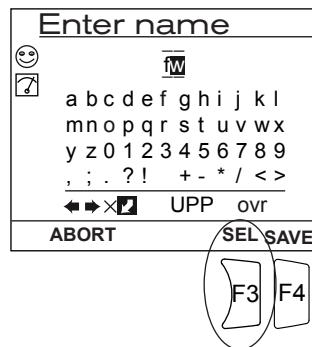 Enter name
fw
a b c d e f g h i j k l
m n o p q r s t u v w x
y z 0 1 2 3 4 5 6 7 8 9
, ; . ? ! + - * / < >
UPP ovr
ABORT SEL SAVE
F3 F4